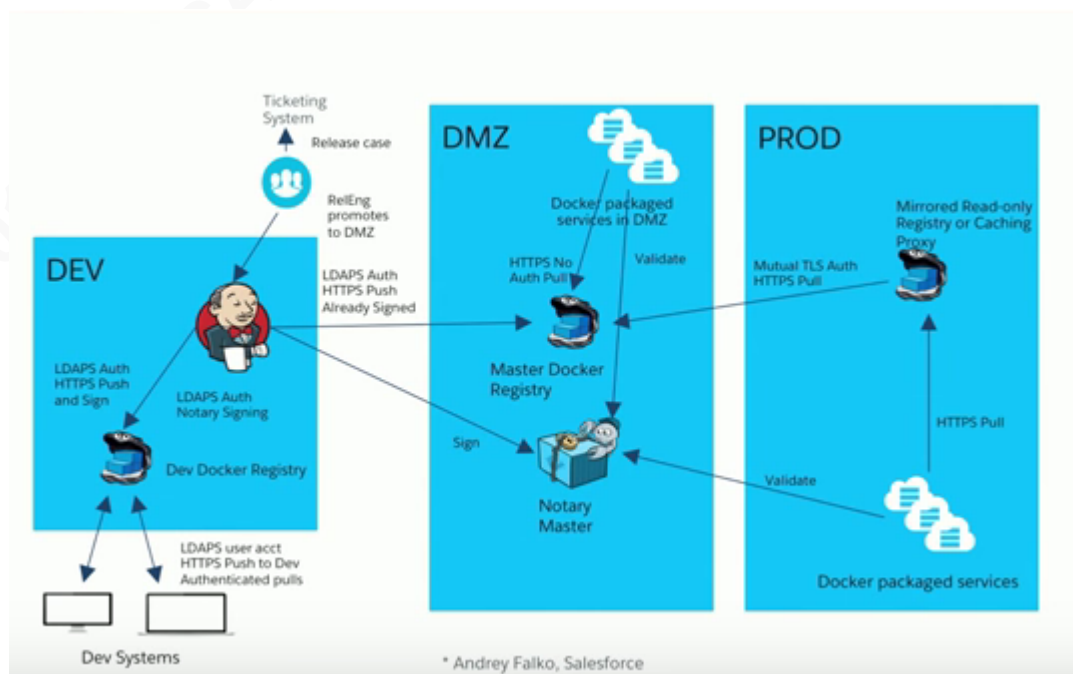 Ticketing
System
Release case
RelEng
promotes
to DMZ
DEV
LDAPS Auth
HTTPS Push
Already Signed
LDAPS Auth
HTTPS Push
and Sign
LDAPS Auth
Notary Signing
Dev Docker Registry
LDAPS user acct
HTTPS Push to Dev
Authenticated pulls
Dev Systems
DMZ
Docker packaged
services in DMZ
HTTPS No
Auth Pull
Validate
Master Docker
Registry
Sign
Notary
Master
PROD
Mirrored Read-only
Registry or Caching
Proxy
Mutual TLS Auth
HTTPS Pull
HTTPS Pull
Validate
Docker packaged services
* Andrey Falko, Salesforce